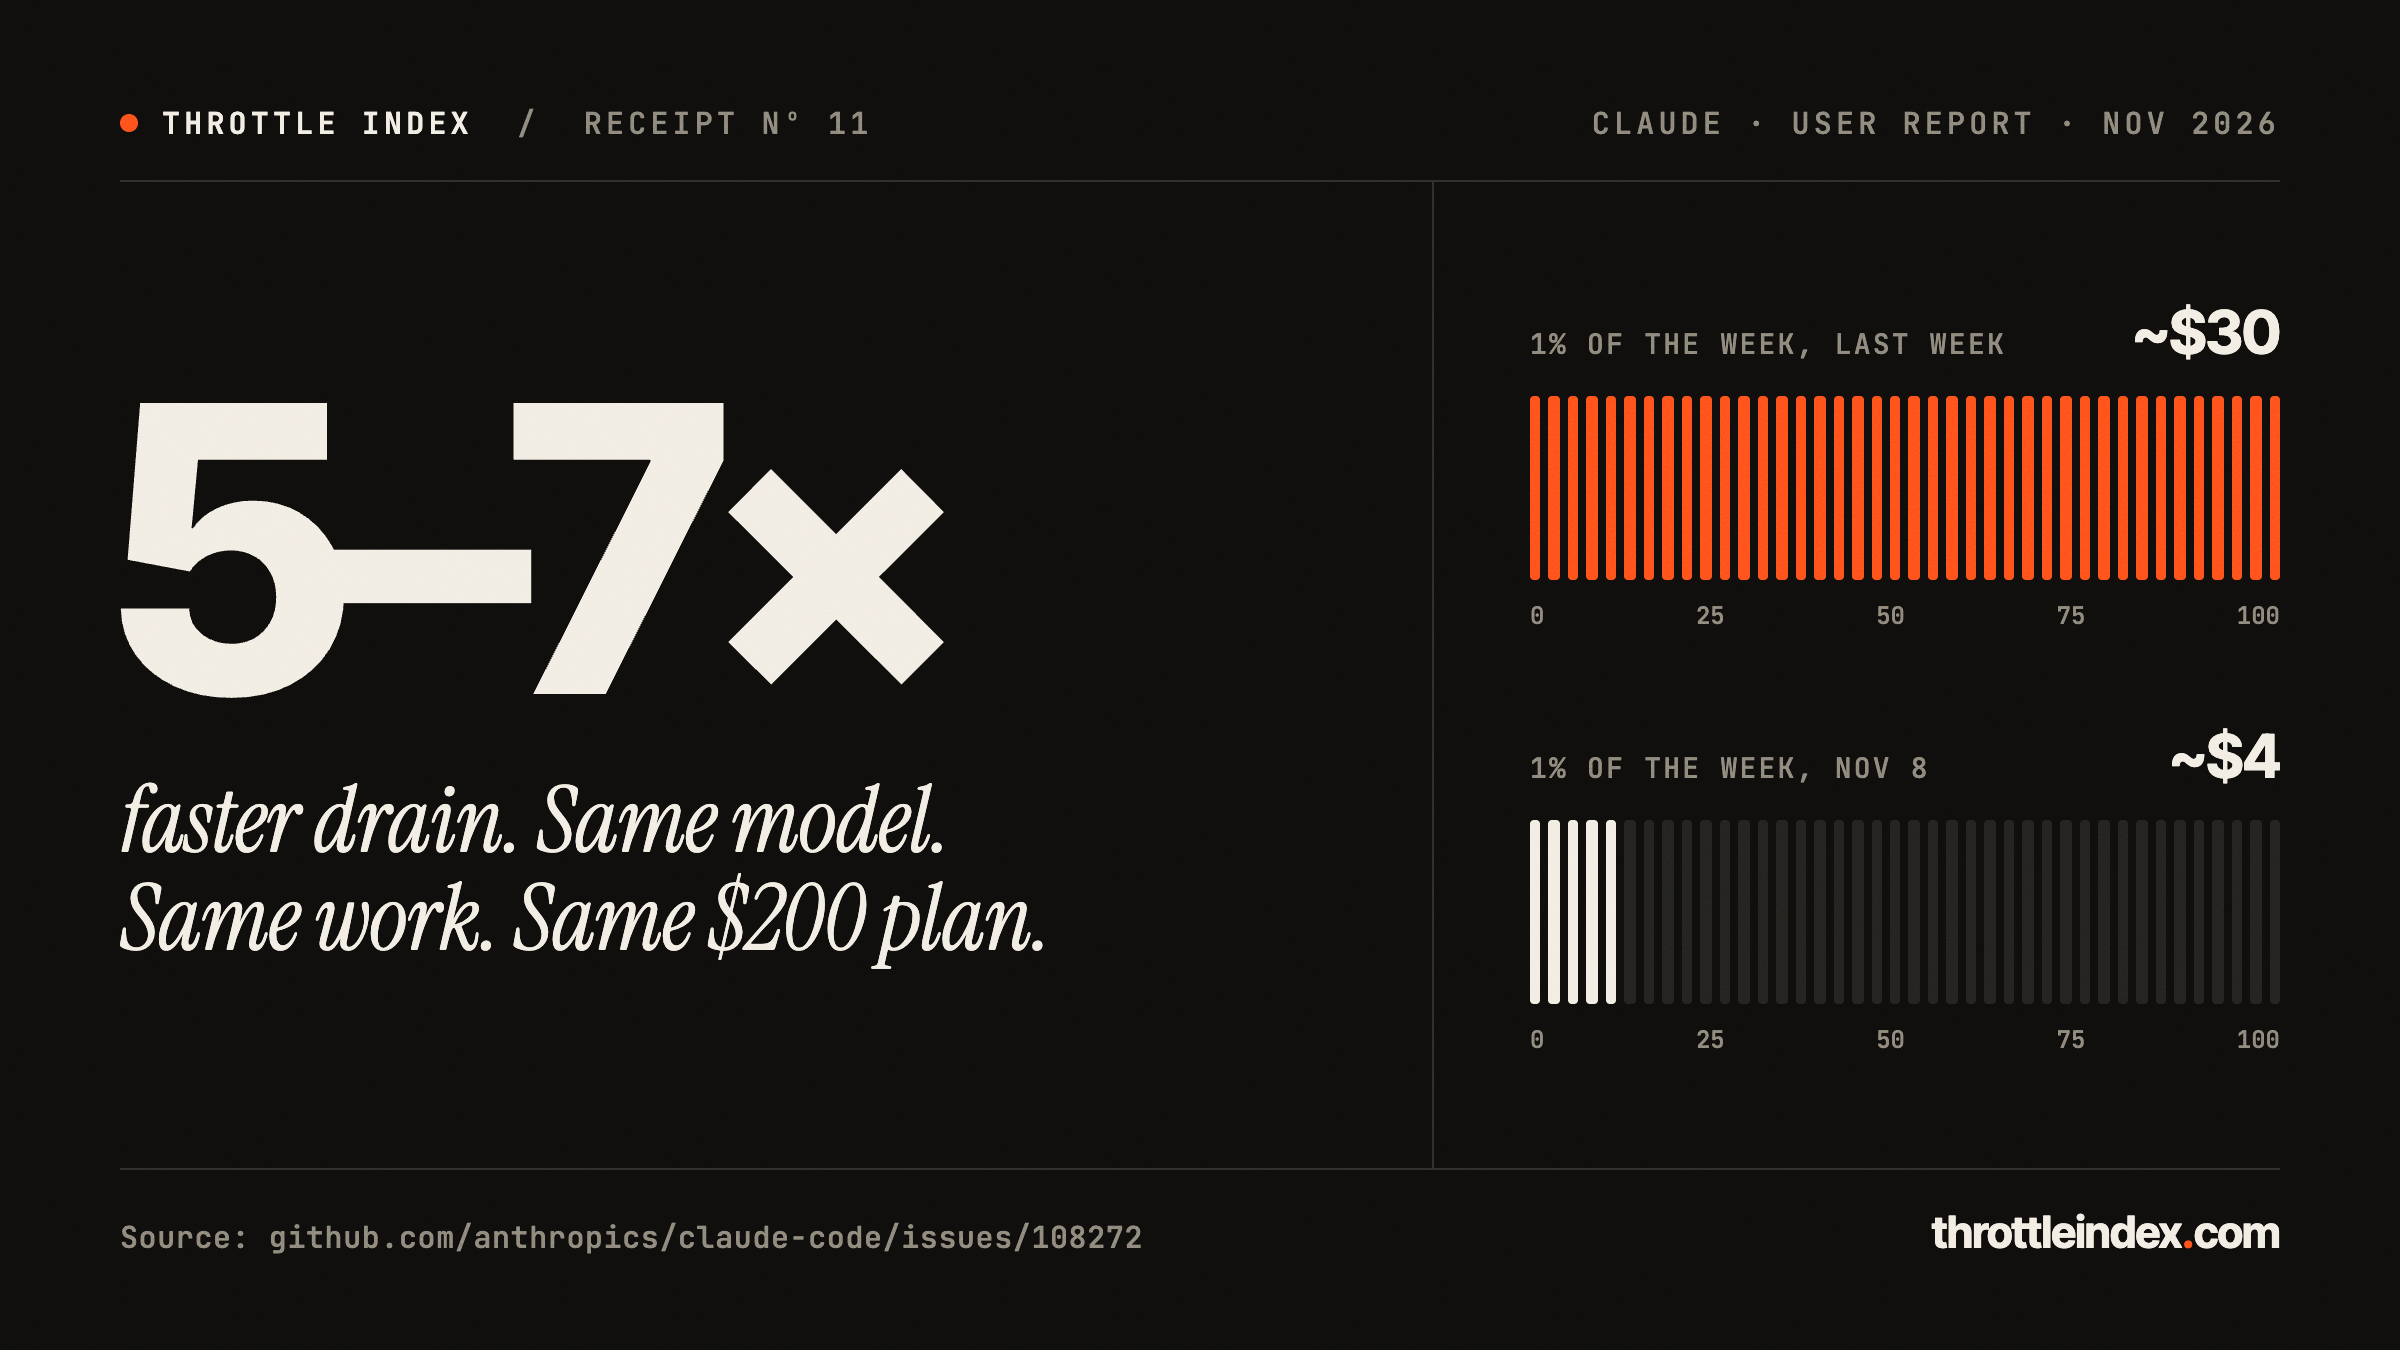 THROTTLE INDEX / RECEIPT N° 11
CLAUDE · USER REPORT · NOV 2026
5–7×
faster drain. Same model.
Same work. Same $200 plan.
1% OF THE WEEK, LAST WEEK ~$30
0 25 50 75 100
1% OF THE WEEK, NOV 8 ~$4
0 25 50 75 100
Source: github.com/anthropics/claude-code/issues/108272
throttleindex.com